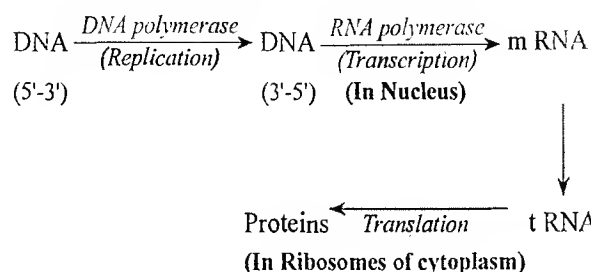 DNA polymerase RNA polymerase
DNA DNA m RNA
(Replication) (Transcription)
(5'-3') (3'-5') (In Nucleus)
Proteins Translation t RNA
(In Ribosomes of cytoplasm)